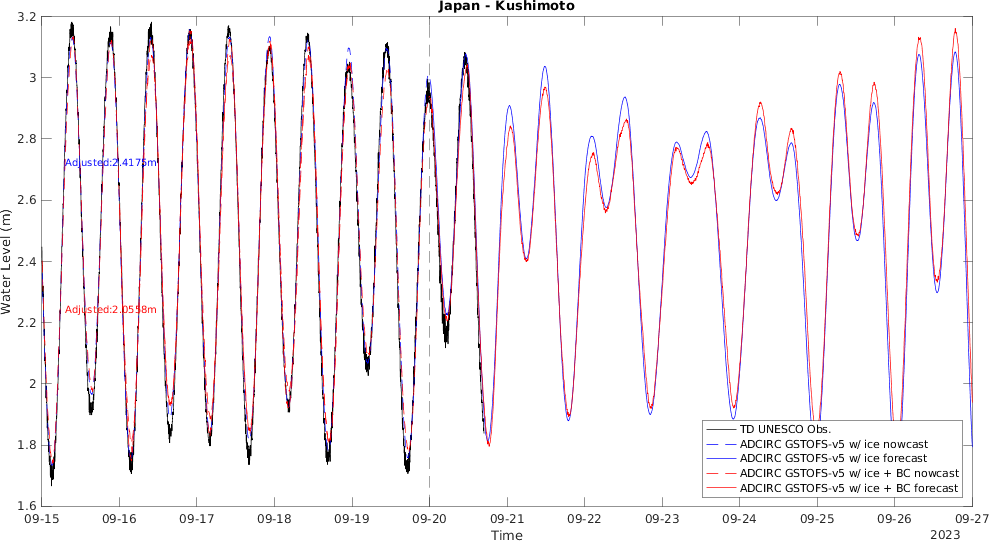 Japan - Kushimoto
3.2
3
2.8
2.6
2.4
2.2
2
1.8
1.6
Water Level (m)
Adjusted:2.4175m
Adjusted:2.0558m
TD UNESCO Obs.
ADCIRC GSTOFS-v5 w/ ice nowcast
ADCIRC GSTOFS-v5 w/ ice forecast
ADCIRC GSTOFS-v5 w/ ice + BC nowcast
ADCIRC GSTOFS-v5 w/ ice + BC forecast
09-15 09-16 09-17 09-18 09-19 09-20 09-21 09-22 09-23 09-24 09-25 09-26 09-27
Time
2023